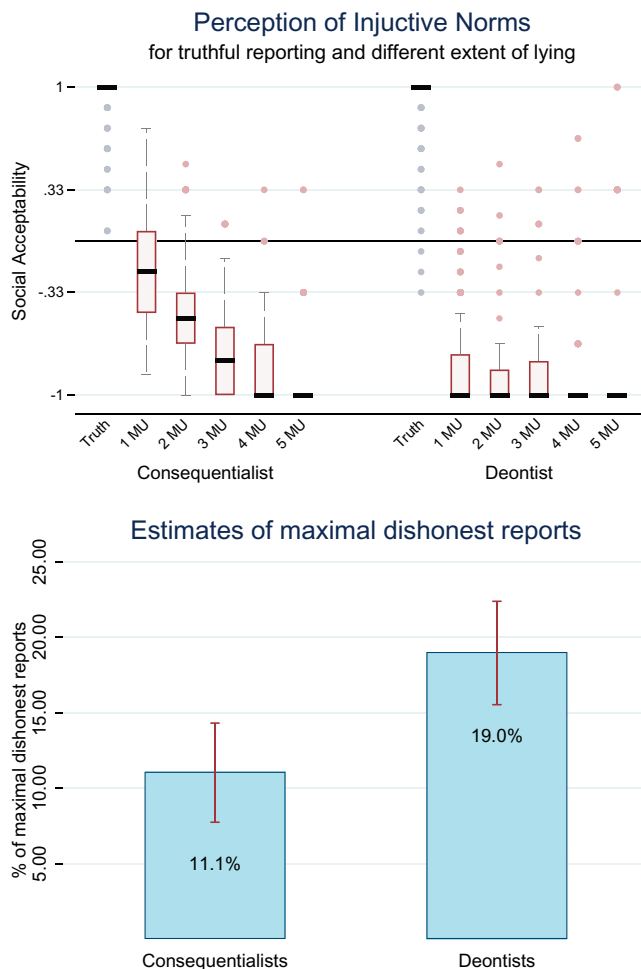 Perception of Injuctive Norms
for truthful reporting and different extent of lying
Social Acceptability
1
.33
-.33
-1
Truth
1 MU
2 MU
3 MU
4 MU
5 MU
Truth
1 MU
2 MU
3 MU
4 MU
5 MU
Consequentialist
Deontist
Estimates of maximal dishonest reports
% of maximal dishonest reports
25.00
20.00
15.00
10.00
5.00
11.1%
19.0%
Consequentialists
Deontists